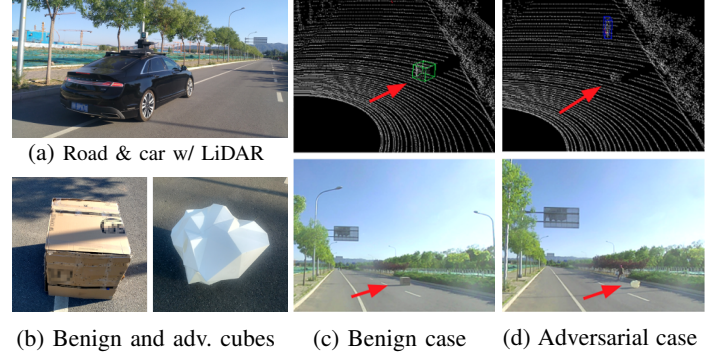 (a) Road & car w/ LiDAR
(b) Benign and adv. cubes
(c) Benign case
(d) Adversarial case